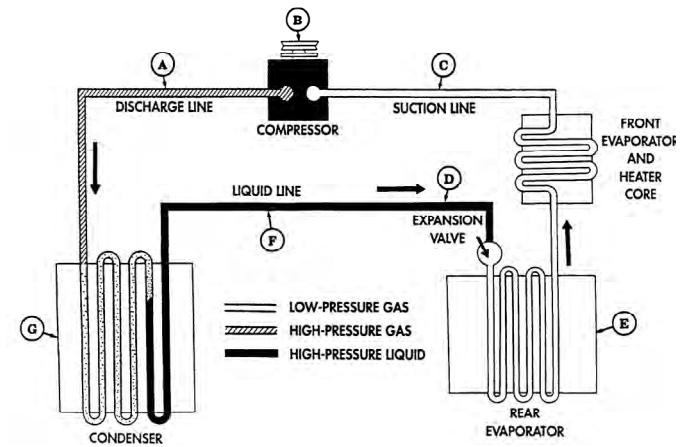 B
A
C
DISCHARGE LINE
SUCTION LINE
COMPRESSOR
FRONT
EVAPORATOR
AND
HEATER
CORE
LIQUID LINE
D
F
EXPANSION
VALVE
G
LOW-PRESSURE GAS
HIGH-PRESSURE GAS
HIGH-PRESSURE LIQUID
E
CONDENSER
REAR
EVAPORATOR